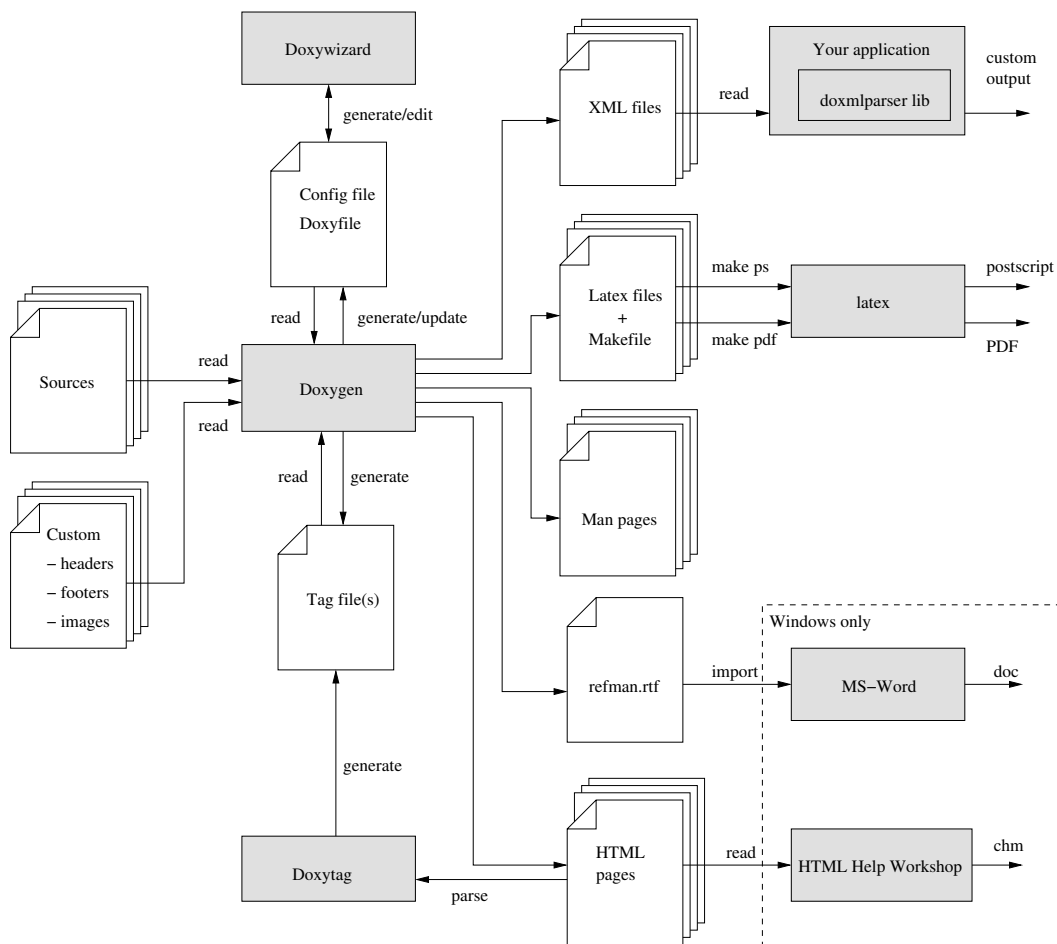 Doxywizard
generate/edit
Config file
Doxyfile
read
generate/update
Sources
read
Doxygen
read
Custom
– headers
– footers
– images
read
generate
Tag file(s)
generate
Doxytag
parse
XML files
read
Your application
doxmlparser lib
custom
output
Latex files
+
Makefile
make ps
make pdf
latex
postscript
PDF
Man pages
refman.rtf
import
Windows only
MS–Word
doc
HTML
pages
read
HTML Help Workshop
chm